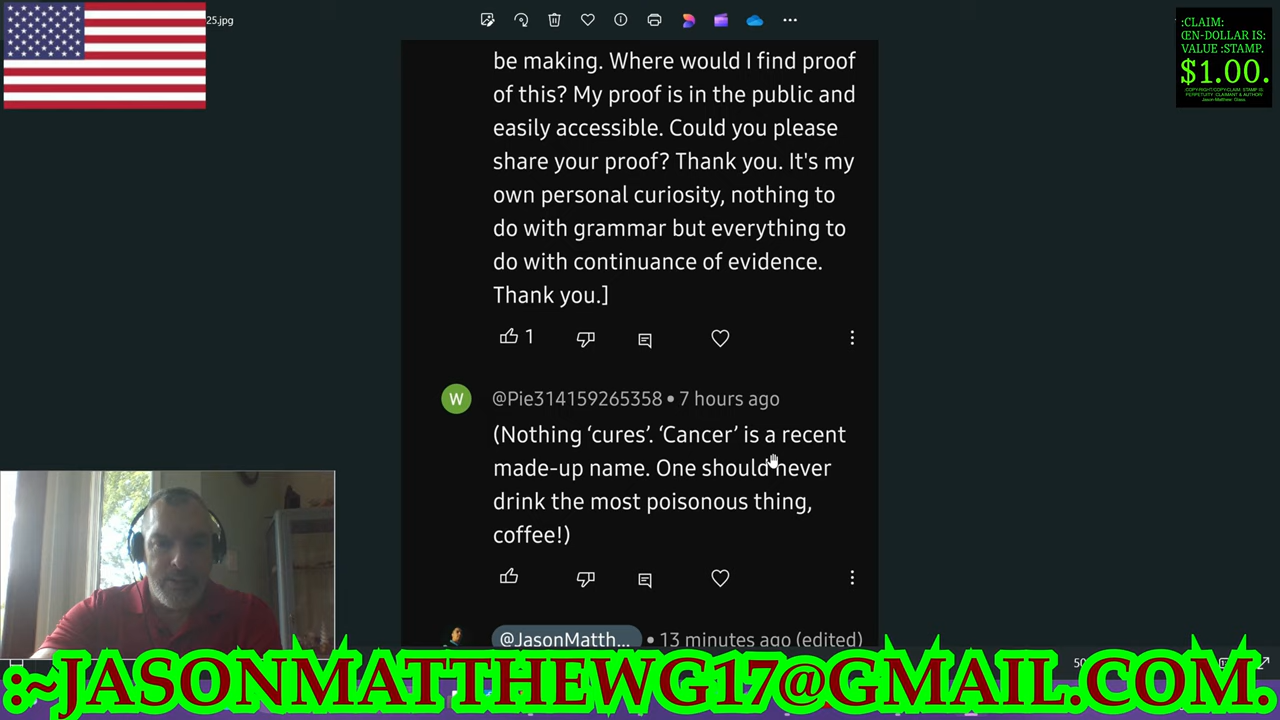 25.jpg
:CLAIM:
ŒN-DOLLAR IS:
VALUE :STAMP.
$1.00.
be making. Where would I find proof
of this? My proof is in the public and
easily accessible. Could you please
share your proof? Thank you. It's my
own personal curiosity, nothing to
do with grammar but everything to
do with continuance of evidence.
Thank you.]
1
W
@Pie314159265358 • 7 hours ago
(Nothing ‘cures’. ‘Cancer’ is a recent
made-up name. One should never
drink the most poisonous thing,
coffee!)
@JasonMatth... • 13 minutes ago (edited)
:~JASONMATTHEWG17@GMAIL.COM.